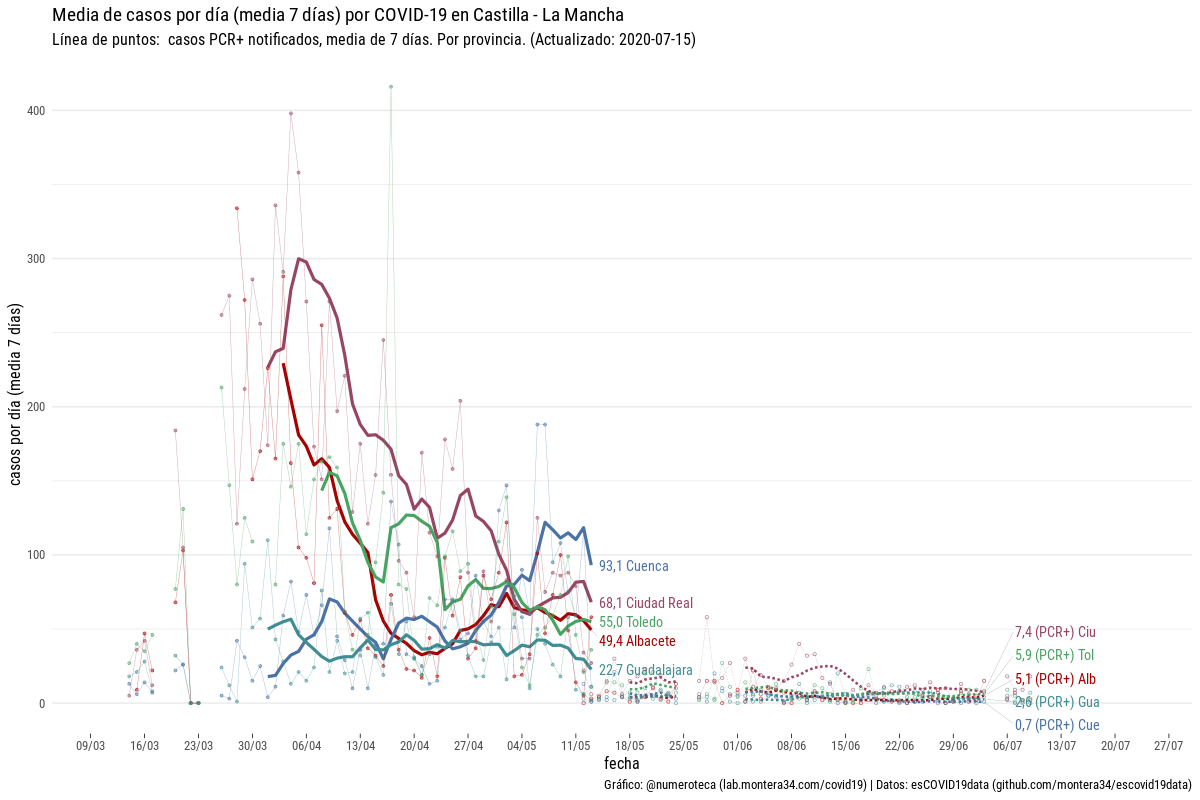 Media de casos por día (media 7 días) por COVID-19 en Castilla - La Mancha
Línea de puntos: casos PCR+ notificados, media de 7 días. Por provincia. (Actualizado: 2020-07-15)
casos por día (media 7 días)
400
300
200
100
0
93,1 Cuenca
68,1 Ciudad Real
55,0 Toledo
49,4 Albacete
22,7 Guadalajara
7,4 (PCR+) Ciu
5,9 (PCR+) Tol
5,1 (PCR+) Alb
2,6 (PCR+) Gua
0,7 (PCR+) Cue
09/03 16/03 23/03 30/03 06/04 13/04 20/04 27/04 04/05 11/05 18/05 25/05 01/06 08/06 15/06 22/06 29/06 06/07 13/07 20/07 27/07
fecha
Gráfico: @numeroteca (lab.montera34.com/covid19) | Datos: esCOVID19data (github.com/montera34/escovid19data)